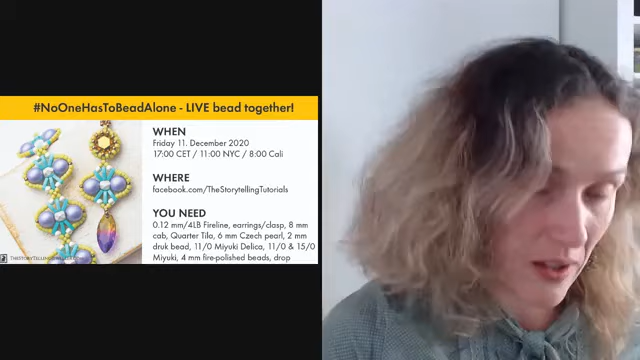 #NoOneHasToBeadAlone - LIVE bead together!
WHEN
Friday 11. December 2020
17:00 CET / 11:00 NYC / 8:00 Cali
WHERE
facebook.com/TheStorytellingTutorials
YOU NEED
0.12 mm/4LB Fireline, earrings/clasp, 8 mm
cab, Quarter Tila, 6 mm Czech pearl, 2 mm
druk bead, 11/0 Miyuki Delica, 11/0 & 15/0
Miyuki, 4 mm fire-polished beads, drop